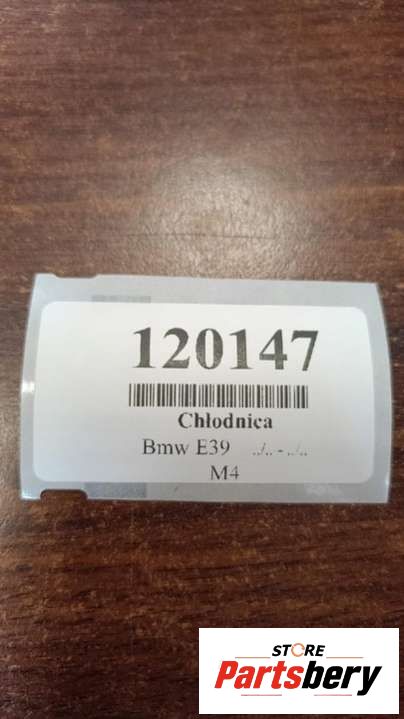 120147
Chłodnica
Bmw E39 ../.. - ../..
M4
STORE
Partsbery